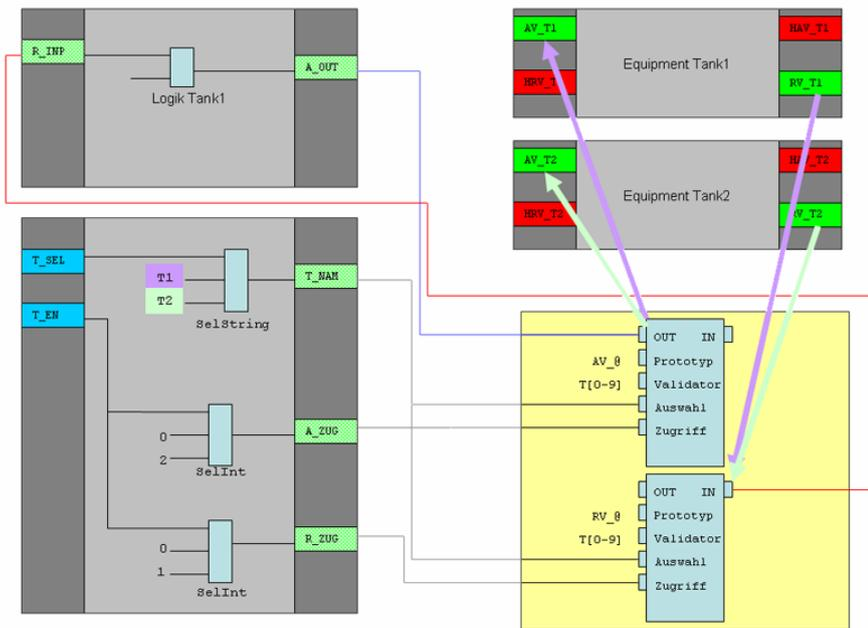 R_INP
A_OUT
Logik Tank1
AV_T1
HAV_T1
Equipment Tank1
HRV_T1
RV_T1
AV_T2
HAV_T2
Equipment Tank2
HRV_T2
RV_T2
T_SEL
T1
T_NAM
T2
T_EN
SelString
0
A_ZUG
2
SelInt
0
R_ZUG
1
SelInt
OUT IN
AV_@ Prototyp
T[0-9] Validator
Auswahl
Zugriff
OUT IN
RV_@ Prototyp
T[0-9] Validator
Auswahl
Zugriff